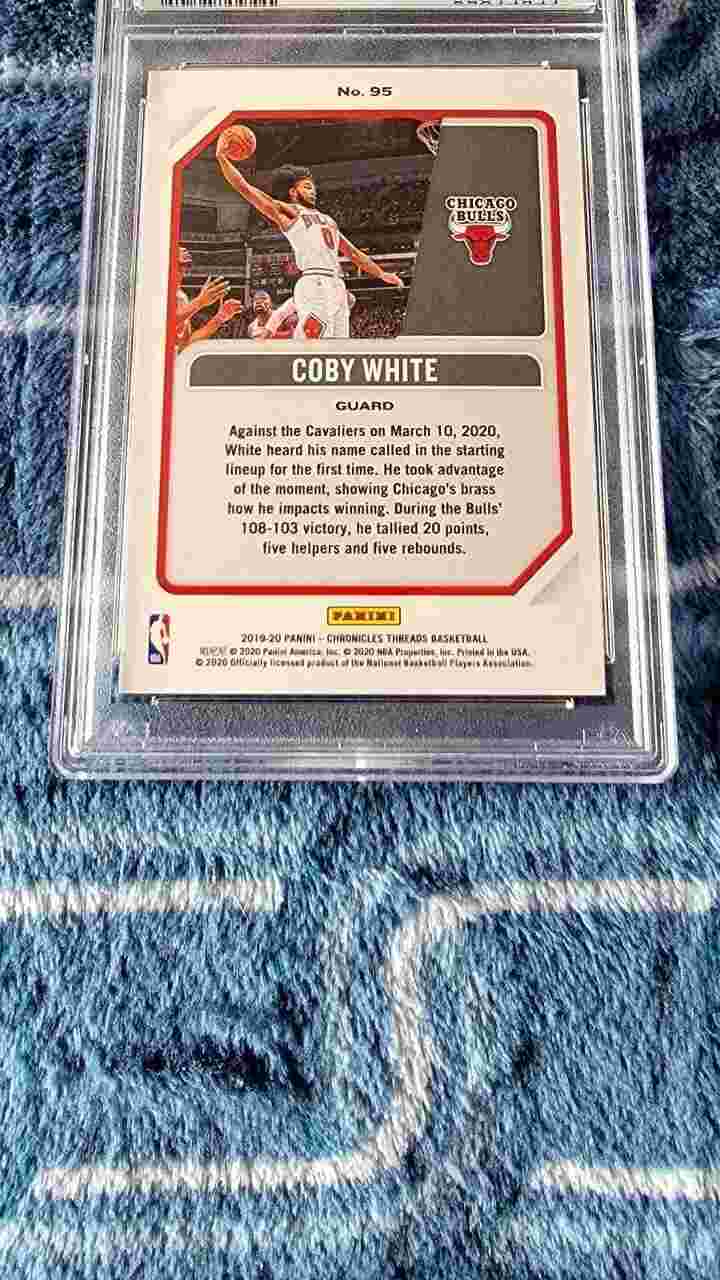 No. 95
CHICAGO
BULLS
BULLS
0
COBY WHITE
GUARD
Against the Cavaliers on March 10, 2020,
White heard his name called in the starting
lineup for the first time. He took advantage
of the moment, showing Chicago's brass
how he impacts winning. During the Bulls'
108-103 victory, he tallied 20 points,
five helpers and five rebounds.
PANINI
2019-20 PANINI – CHRONICLES THREADS BASKETBALL
© 2020 Panini America, Inc. © 2020 NBA Properties, Inc. Printed in the USA.
© 2020 Officially licensed product of the National Basketball Players Association.